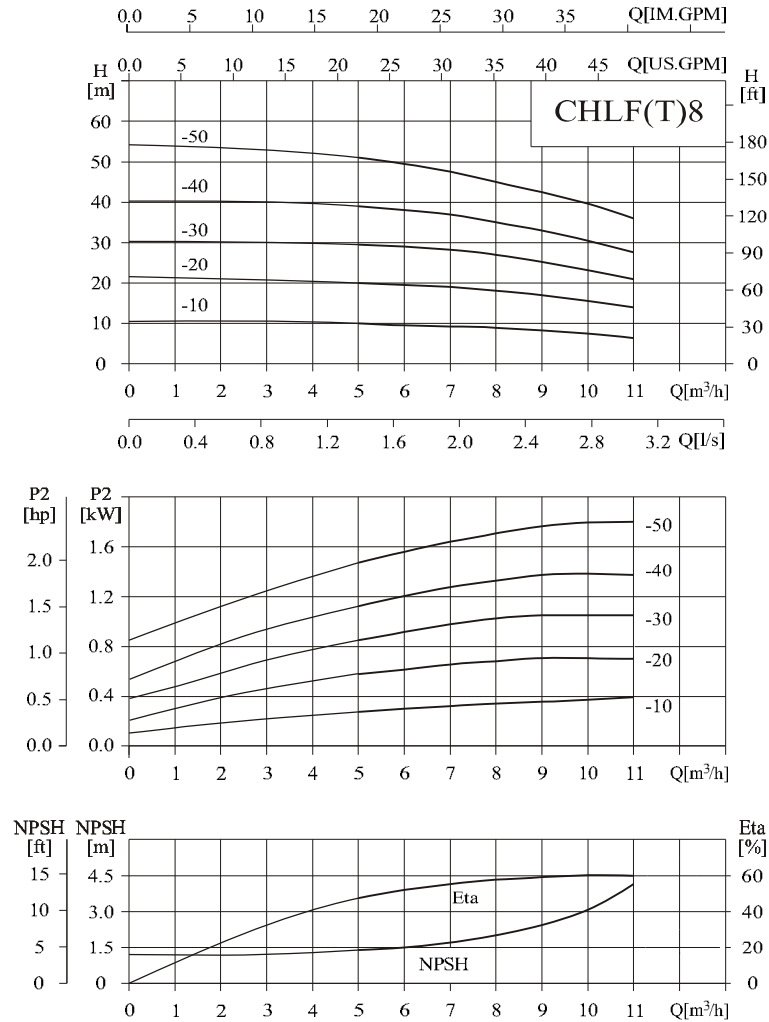 0.0 5 10 15 20 25 30 35 Q[IM.GPM]
0.0 5 10 15 20 25 30 35 40 45 Q[US.GPM]
H
[m]
H
[ft]
CHLF(T)8
60
50
40
30
20
10
0
180
150
120
90
60
30
0
-50
-40
-30
-20
-10
0 1 2 3 4 5 6 7 8 9 10 11 Q[m³/h]
0.0 0.4 0.8 1.2 1.6 2.0 2.4 2.8 3.2 Q[l/s]
P2
[hp]
P2
[kW]
2.0
1.5
1.0
0.5
0.0
1.6
1.2
0.8
0.4
0.0
-50
-40
-30
-20
-10
0 1 2 3 4 5 6 7 8 9 10 11 Q[m³/h]
NPSH
[ft]
NPSH
[m]
Eta
[%]
15
10
5
0
4.5
3.0
1.5
0
60
40
20
0
Eta
NPSH
0 1 2 3 4 5 6 7 8 9 10 11 Q[m³/h]